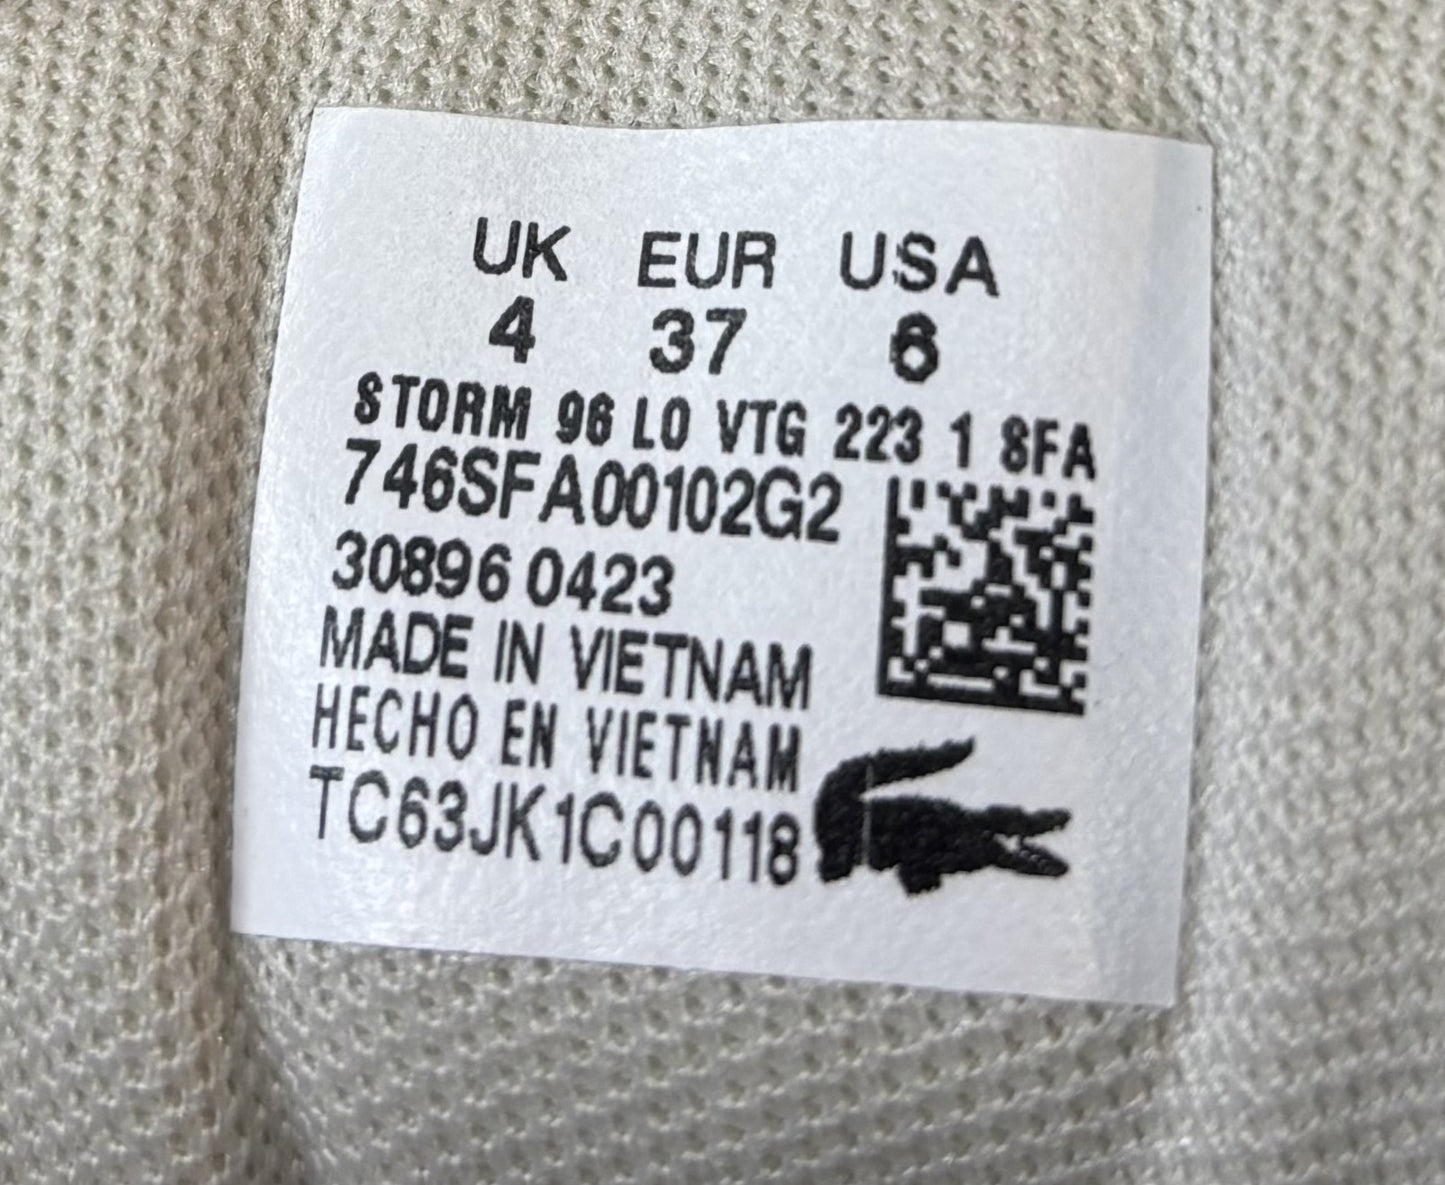 UK EUR USA
4 37 6
STORM 96 LO VTG 223 1 SFA
746SFA00102G2
30896 0423
MADE IN VIETNAM
HECHO EN VIETNAM
TC63JK1C00118